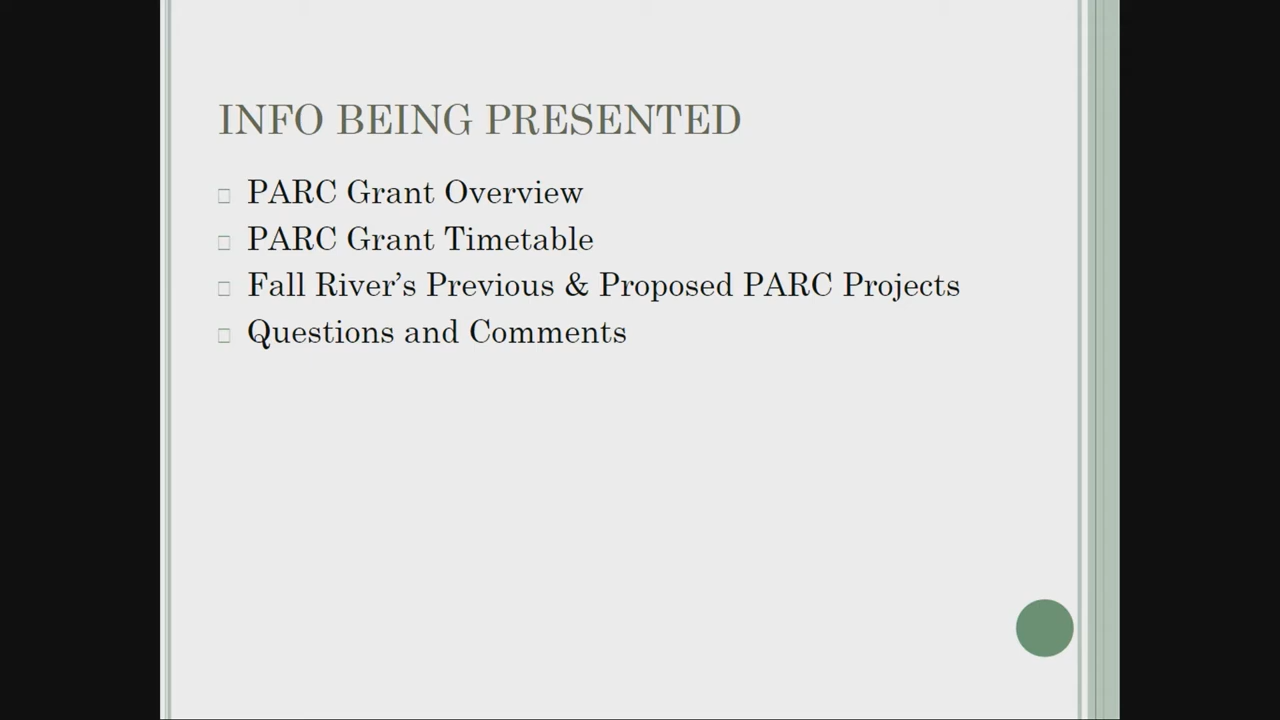 INFO BEING PRESENTED
PARC Grant Overview
PARC Grant Timetable
Fall River’s Previous & Proposed PARC Projects
Questions and Comments